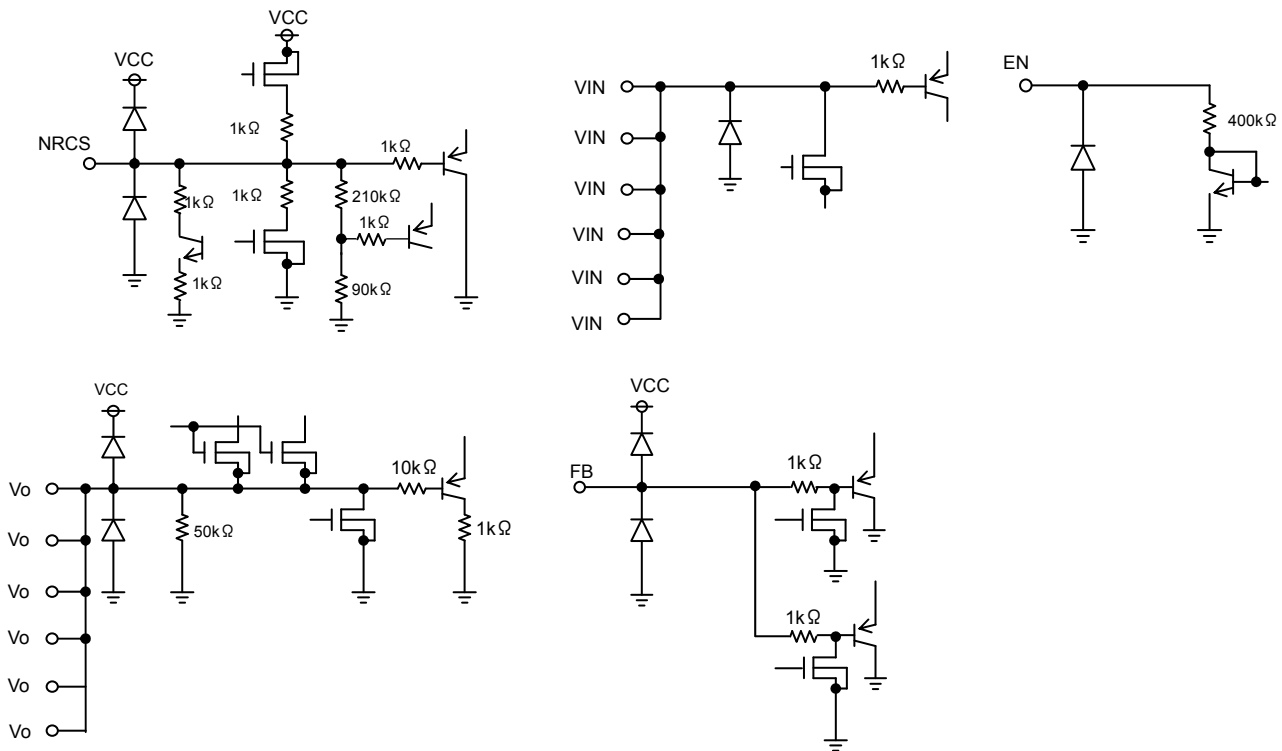 VCC
VCC
NRCS
1kΩ
1kΩ
1kΩ
1kΩ
210kΩ
1kΩ
1kΩ
90kΩ
VIN
VIN
VIN
VIN
VIN
VIN
1kΩ
EN
400kΩ
VCC
Vo
Vo
Vo
Vo
Vo
Vo
50kΩ
10kΩ
1kΩ
VCC
FB
1kΩ
1kΩ